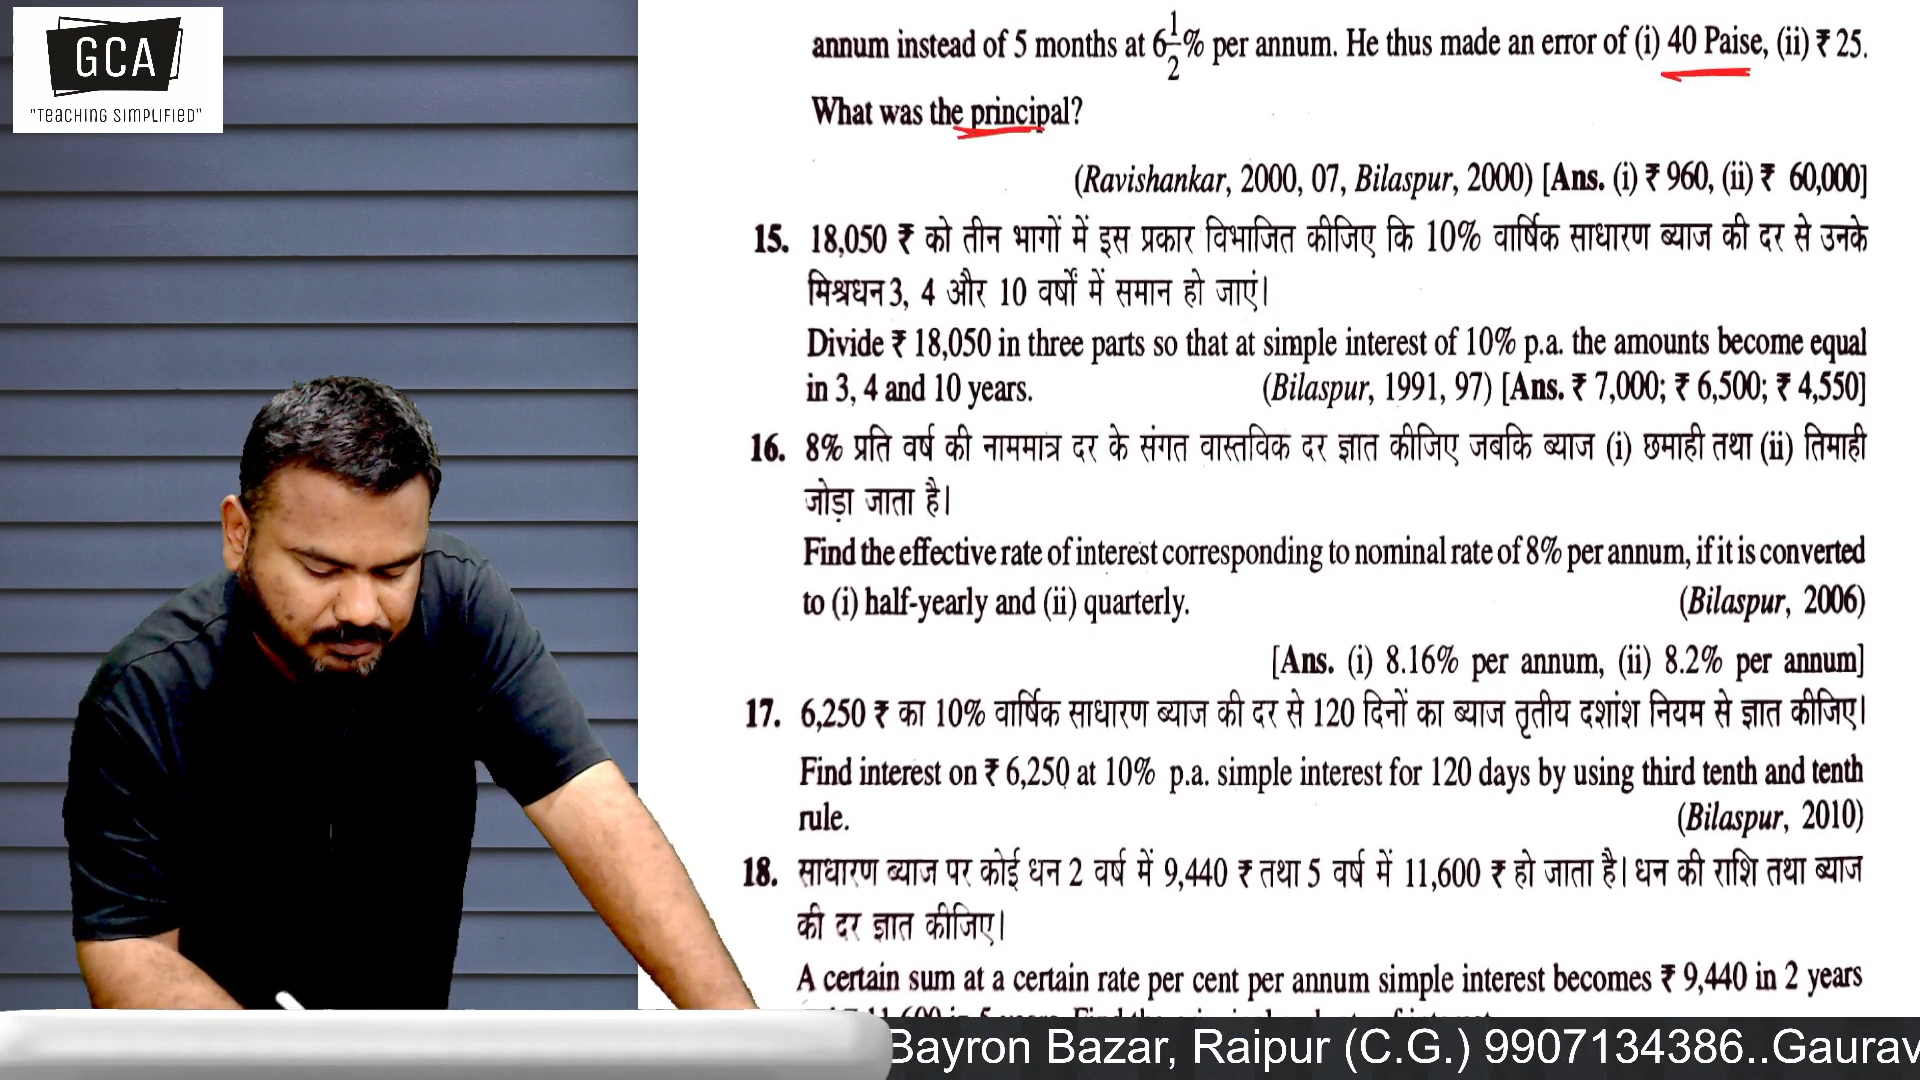 GCA
"Teaching Simplified"
annum instead of 5 months at 6 1/2% per annum. He thus made an error of (i) 40 Paise, (ii) ₹ 25.
What was the principal?
(Ravishankar, 2000, 07, Bilaspur, 2000) [Ans. (i) ₹ 960, (ii) ₹ 60,000]
15. 18,050 ₹ को तीन भागों में इस प्रकार विभाजित कीजिए कि 10% वार्षिक साधारण ब्याज की दर से उनके
मिश्रधन 3, 4 और 10 वर्षों में समान हो जाएं।
Divide ₹ 18,050 in three parts so that at simple interest of 10% p.a. the amounts become equal
in 3, 4 and 10 years. (Bilaspur, 1991, 97) [Ans. ₹ 7,000; ₹ 6,500; ₹ 4,550]
16. 8% प्रति वर्ष की नाममात्र दर के संगत वास्तविक दर ज्ञात कीजिए जबकि ब्याज (i) छमाही तथा (ii) तिमाही
जोड़ा जाता है।
Find the effective rate of interest corresponding to nominal rate of 8% per annum, if it is converted
to (i) half-yearly and (ii) quarterly. (Bilaspur, 2006)
[Ans. (i) 8.16% per annum, (ii) 8.2% per annum]
17. 6,250 ₹ का 10% वार्षिक साधारण ब्याज की दर से 120 दिनों का ब्याज तृतीय दशांश नियम से ज्ञात कीजिए।
Find interest on ₹ 6,250 at 10% p.a. simple interest for 120 days by using third tenth and tenth
rule. (Bilaspur, 2010)
18. साधारण ब्याज पर कोई धन 2 वर्ष में 9,440 ₹ तथा 5 वर्ष में 11,600 ₹ हो जाता है। धन की राशि तथा ब्याज
की दर ज्ञात कीजिए।
A certain sum at a certain rate per cent per annum simple interest becomes ₹ 9,440 in 2 years
Bayron Bazar, Raipur (C.G.) 9907134386..Gaurav